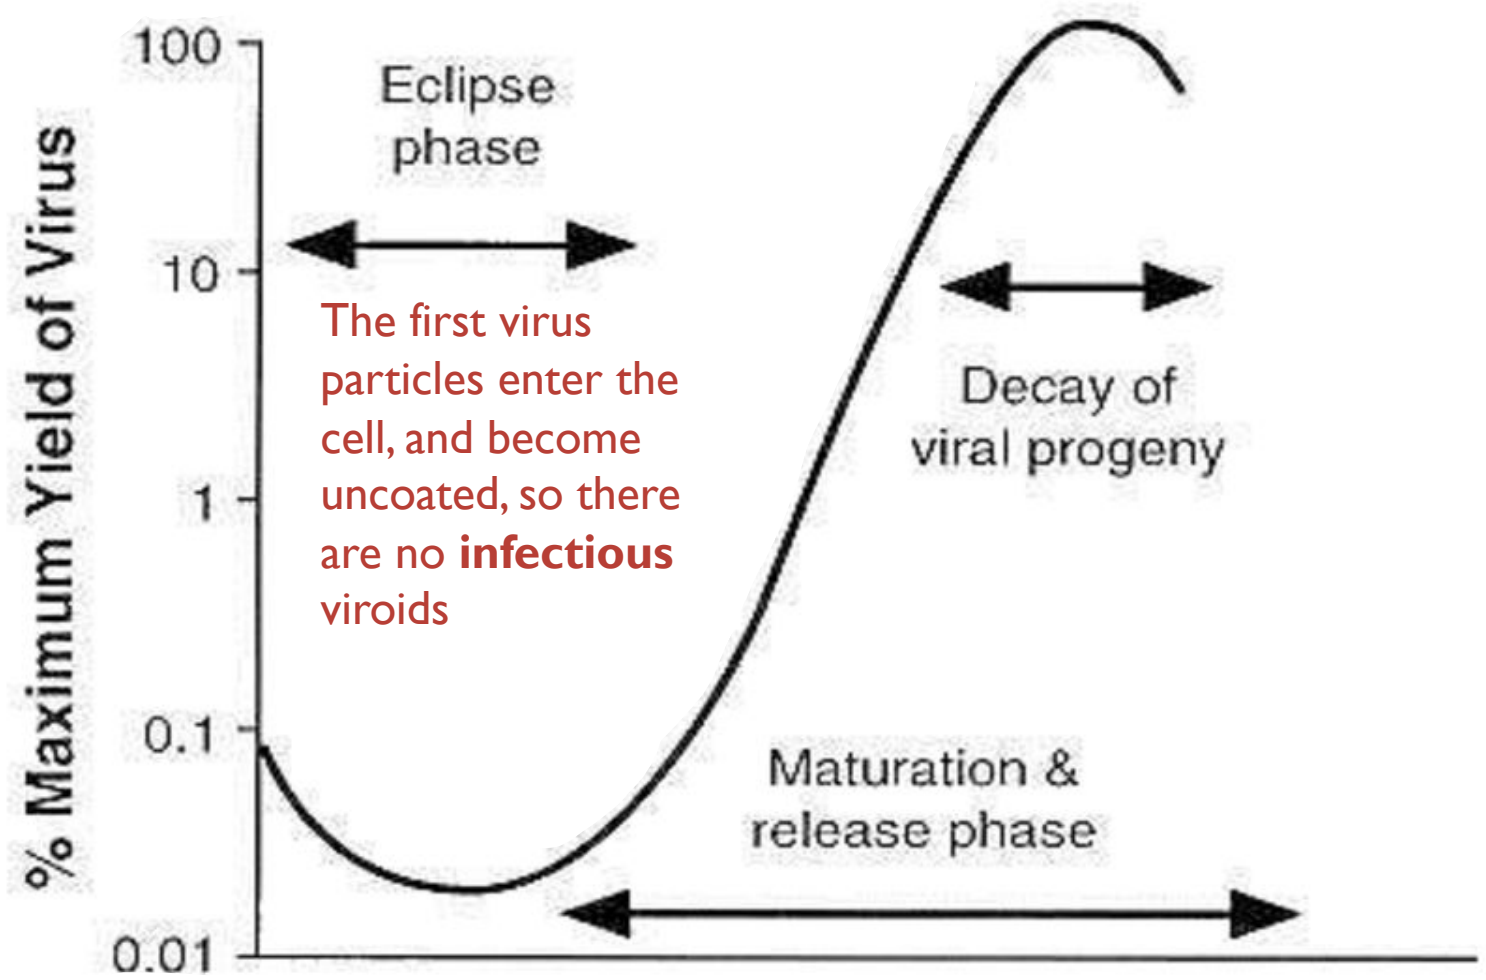 % Maximum Yield of Virus
100
10
1
0.1
0.01
Eclipse
phase
The first virus
particles enter the
cell, and become
uncoated, so there
are no infectious
viroids
Decay of
viral progeny
Maturation &
release phase